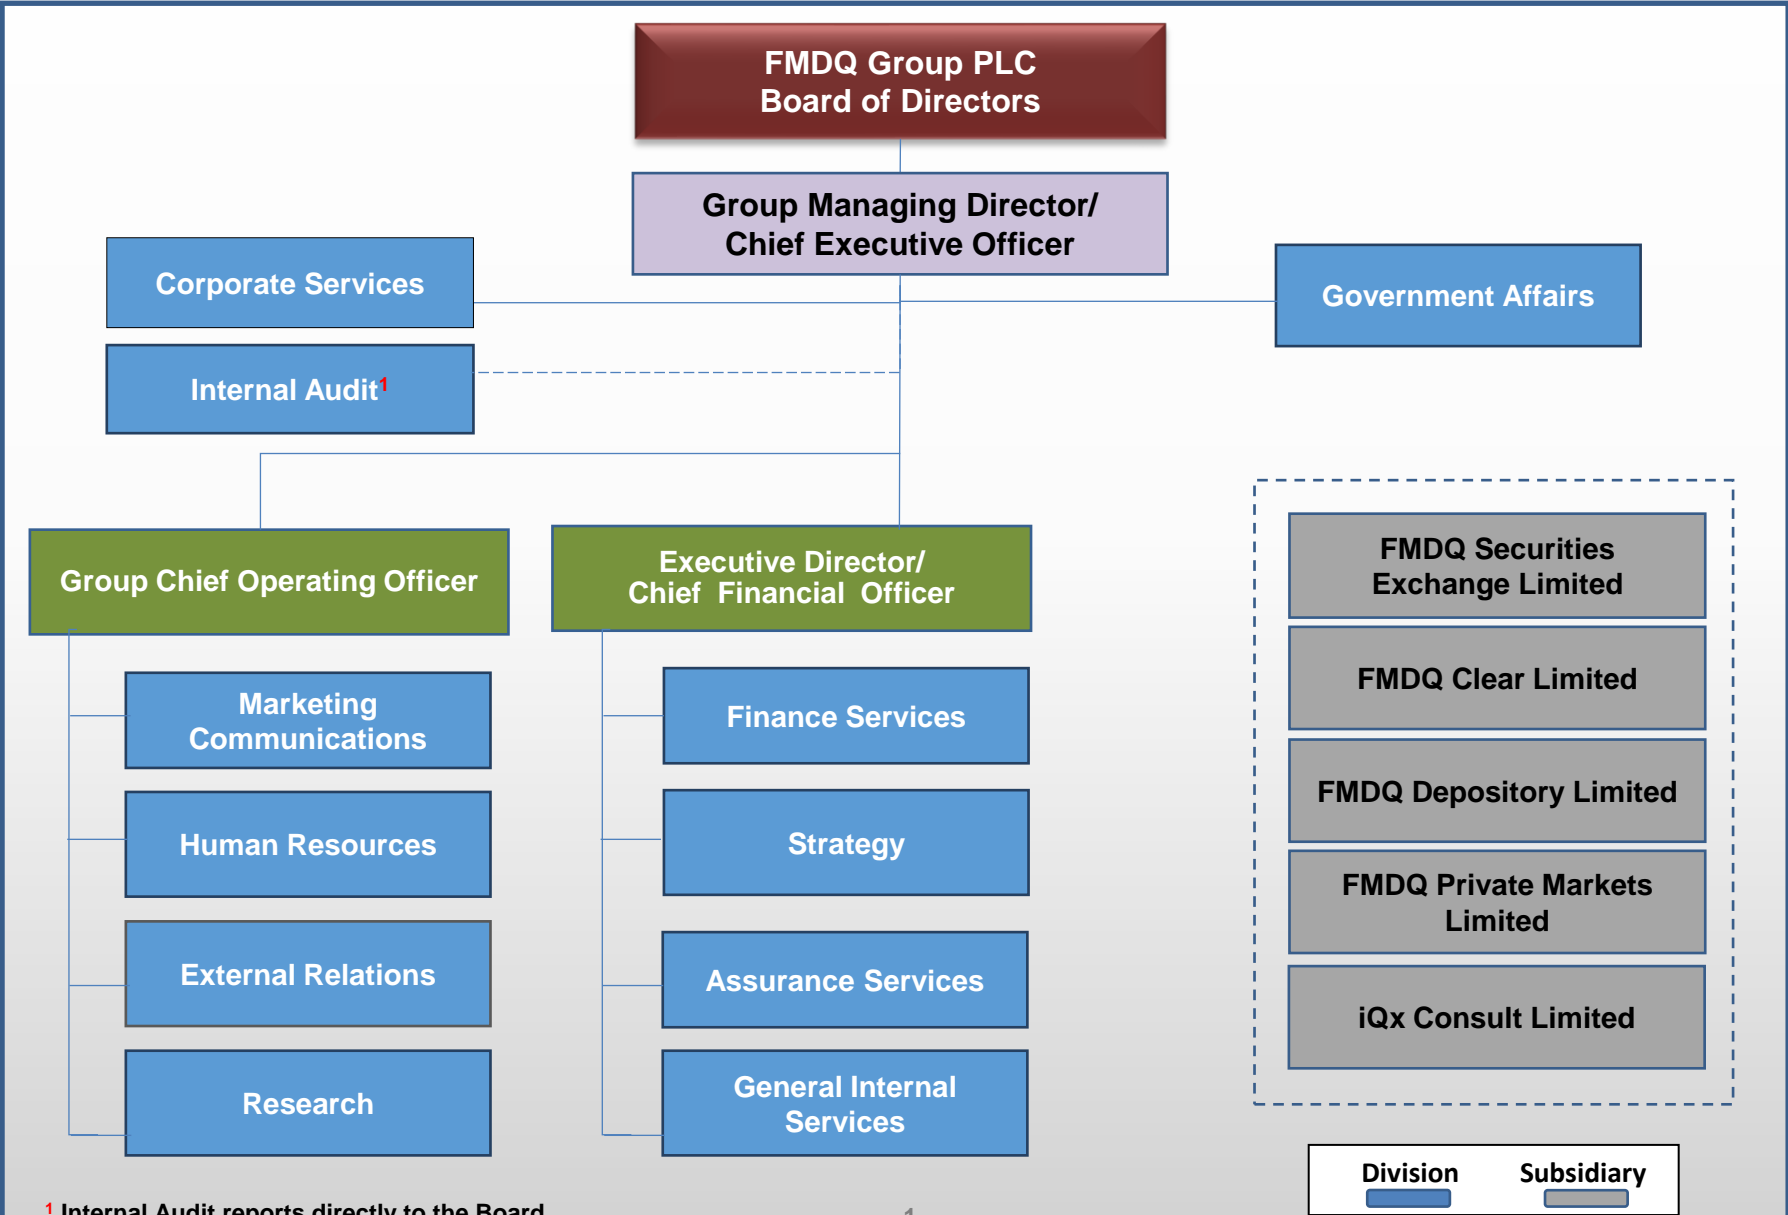 FMDQ Group PLC
Board of Directors
Group Managing Director/
Chief Executive Officer
Corporate Services
Government Affairs
Internal Audit1
Group Chief Operating Officer
Executive Director/
Chief Financial Officer
Marketing
Communications
Human Resources
External Relations
Research
Finance Services
Strategy
Assurance Services
General Internal
Services
FMDQ Securities
Exchange Limited
FMDQ Clear Limited
FMDQ Depository Limited
FMDQ Private Markets
Limited
iQx Consult Limited
Division Subsidiary
1 Internal Audit reports directly to the Board
1